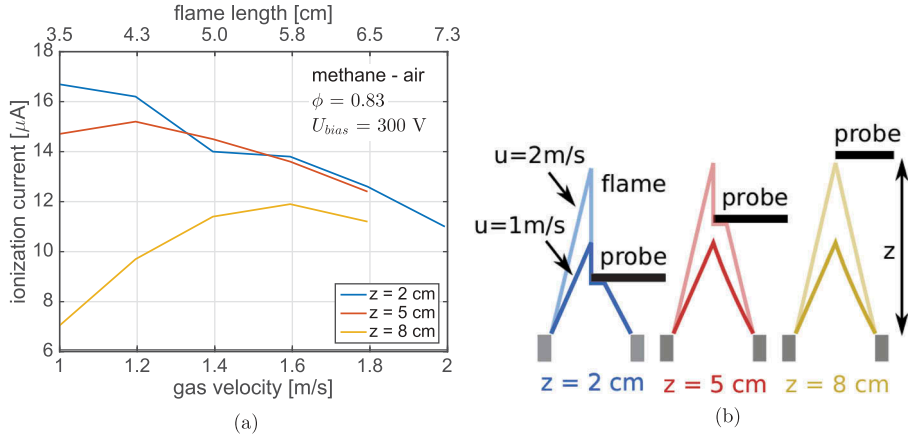 flame length [cm]
3.5 4.3 5.0 5.8 6.5 7.3
18
16
14
12
10
8
6
ionization current [μA]
methane - air
ϕ = 0.83
U_bias = 300 V
z = 2 cm
z = 5 cm
z = 8 cm
1 1.2 1.4 1.6 1.8 2
gas velocity [m/s]
(a)
u=2m/s
flame
u=1m/s
probe
probe
probe
z
z = 2 cm z = 5 cm z = 8 cm
(b)